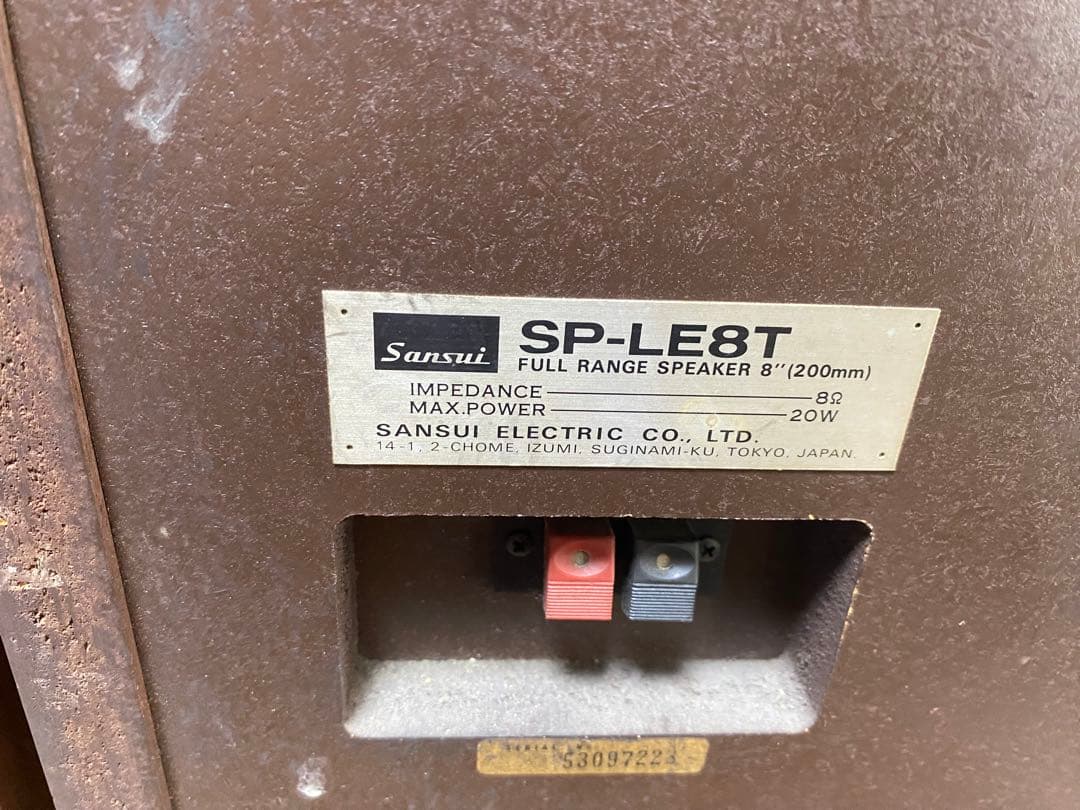 Sansui
SP-LE8T
FULL RANGE SPEAKER 8"(200mm)
IMPEDANCE 8Ω
MAX.POWER 20W
SANSUI ELECTRIC CO., LTD.
14-1, 2-CHOME, IZUMI, SUGINAMI-KU, TOKYO, JAPAN.
SERIAL